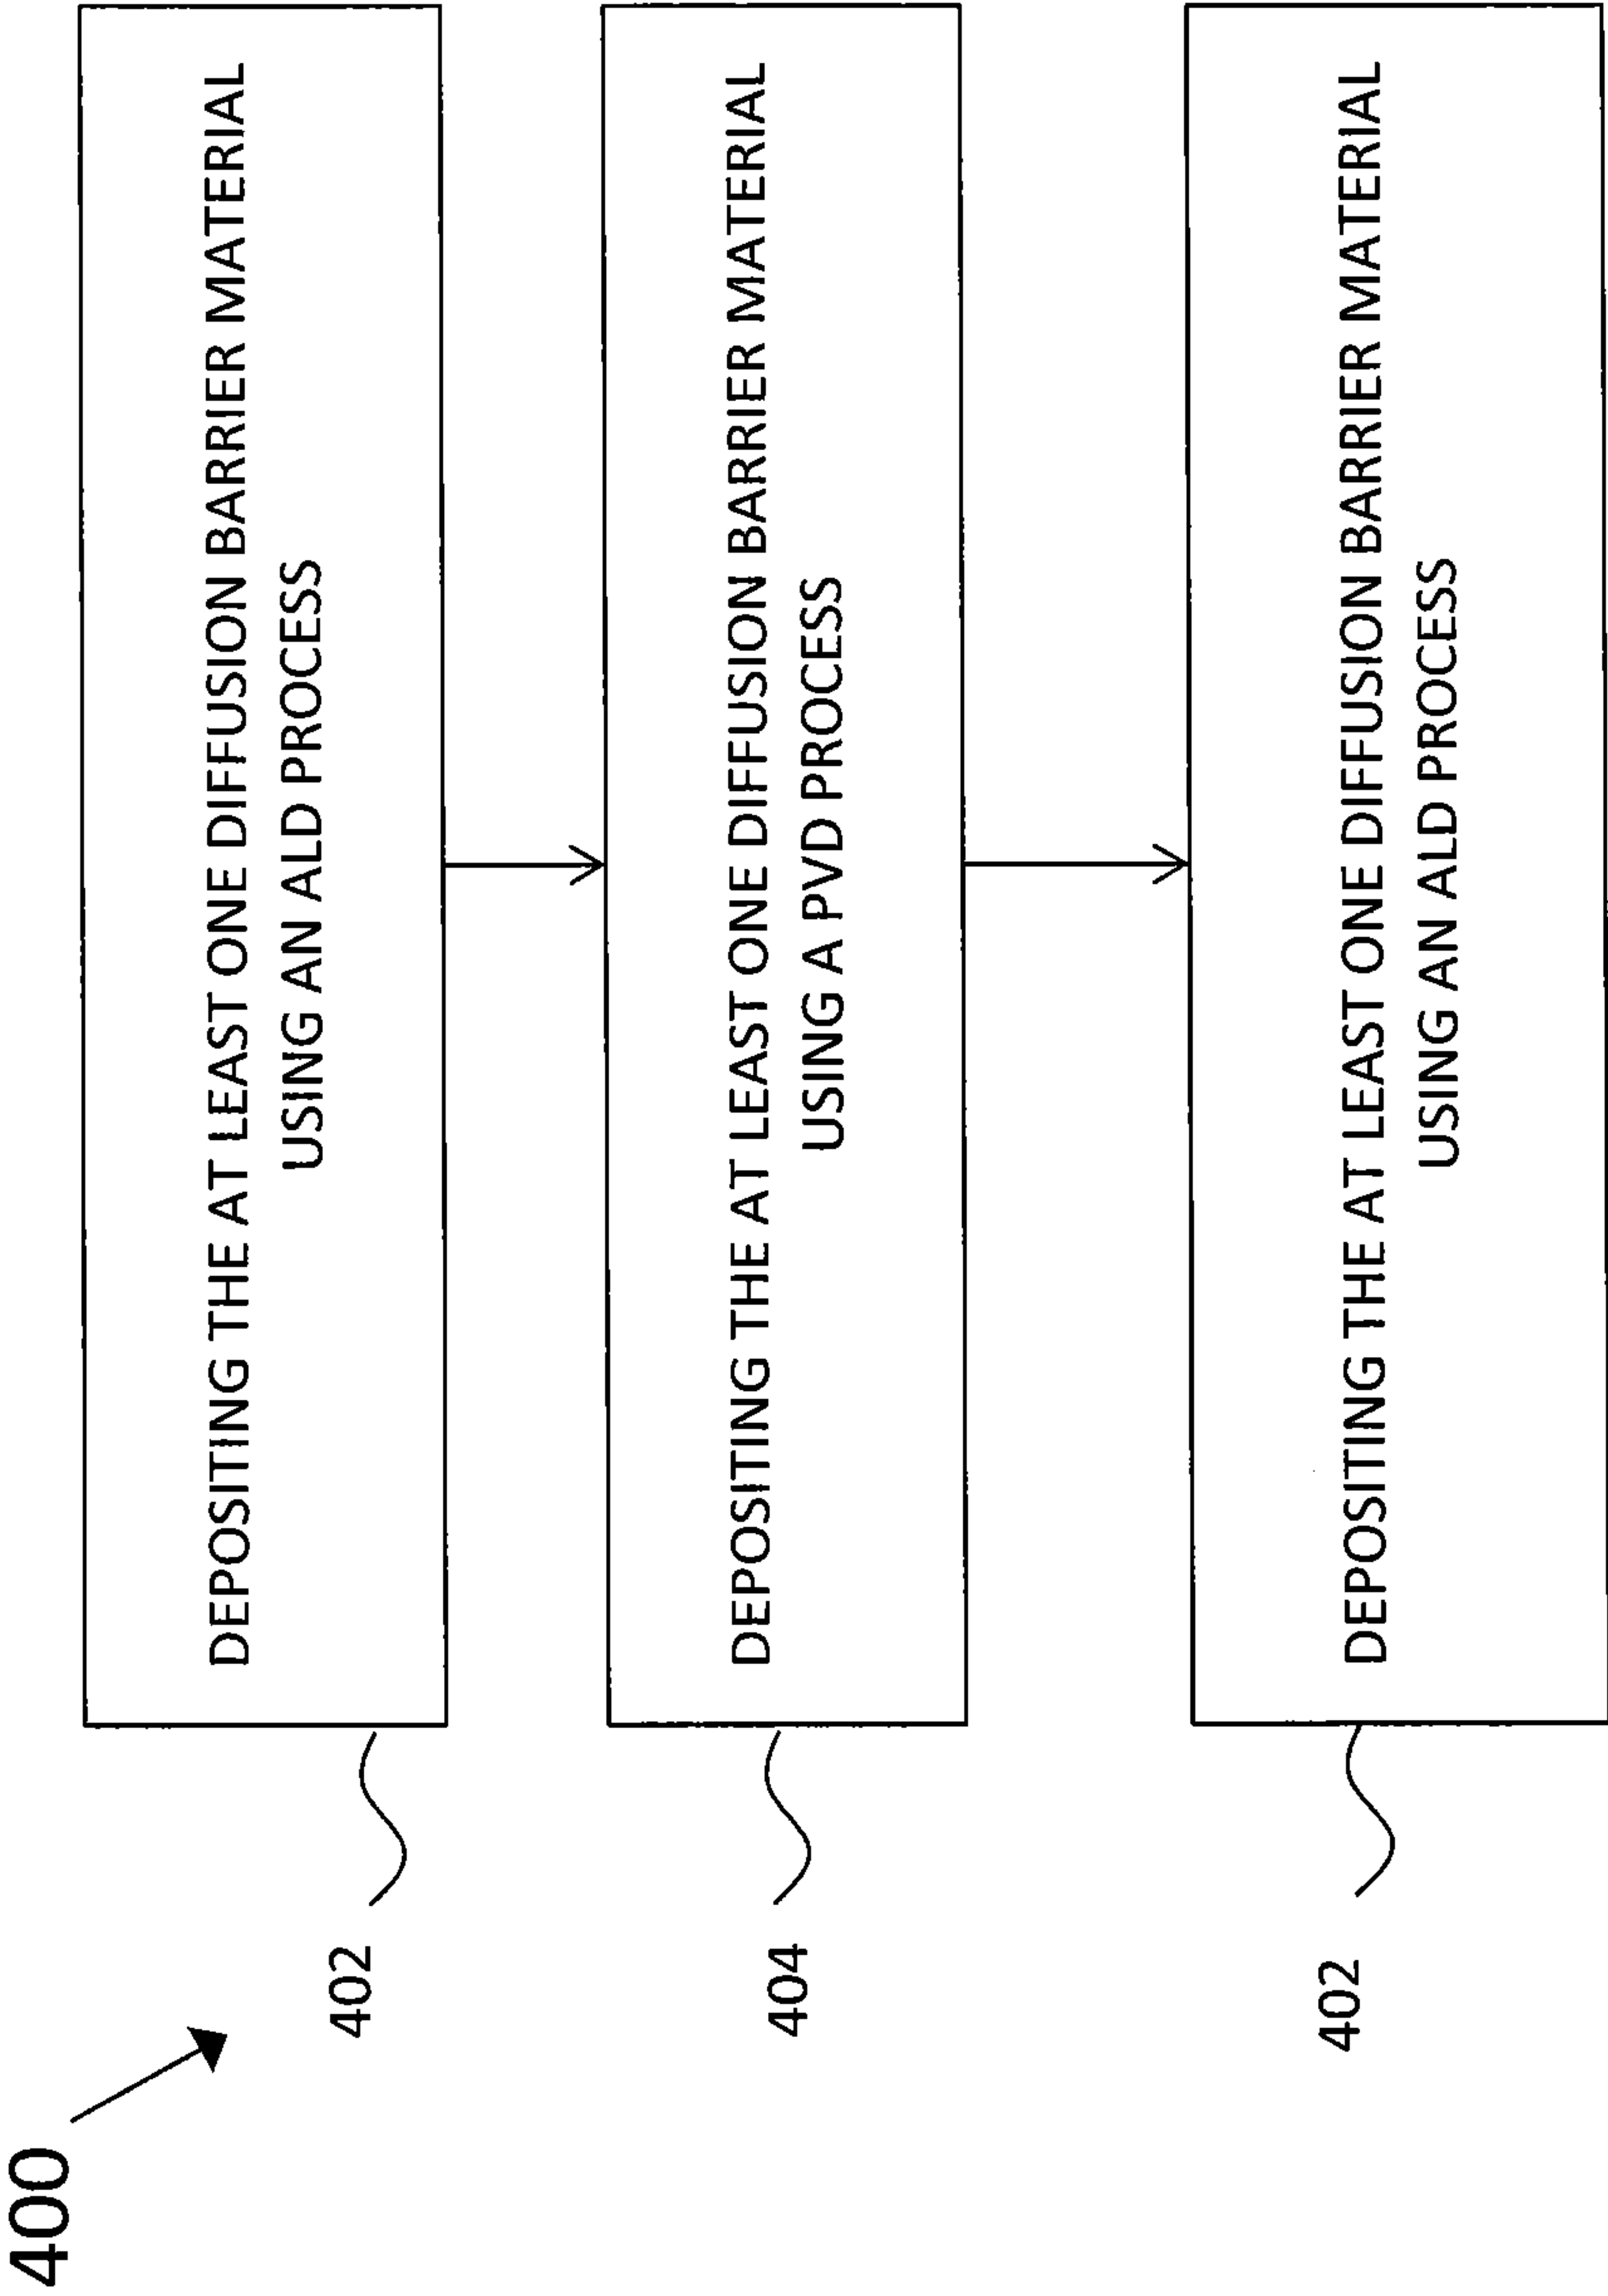 400
402
DEPOSITING THE AT LEAST ONE DIFFUSION BARRIER MATERIAL
USING AN ALD PROCESS
404
DEPOSITING THE AT LEAST ONE DIFFUSION BARRIER MATERIAL
USING A PVD PROCESS
402
DEPOSITING THE AT LEAST ONE DIFFUSION BARRIER MATERIAL
USING AN ALD PROCESS